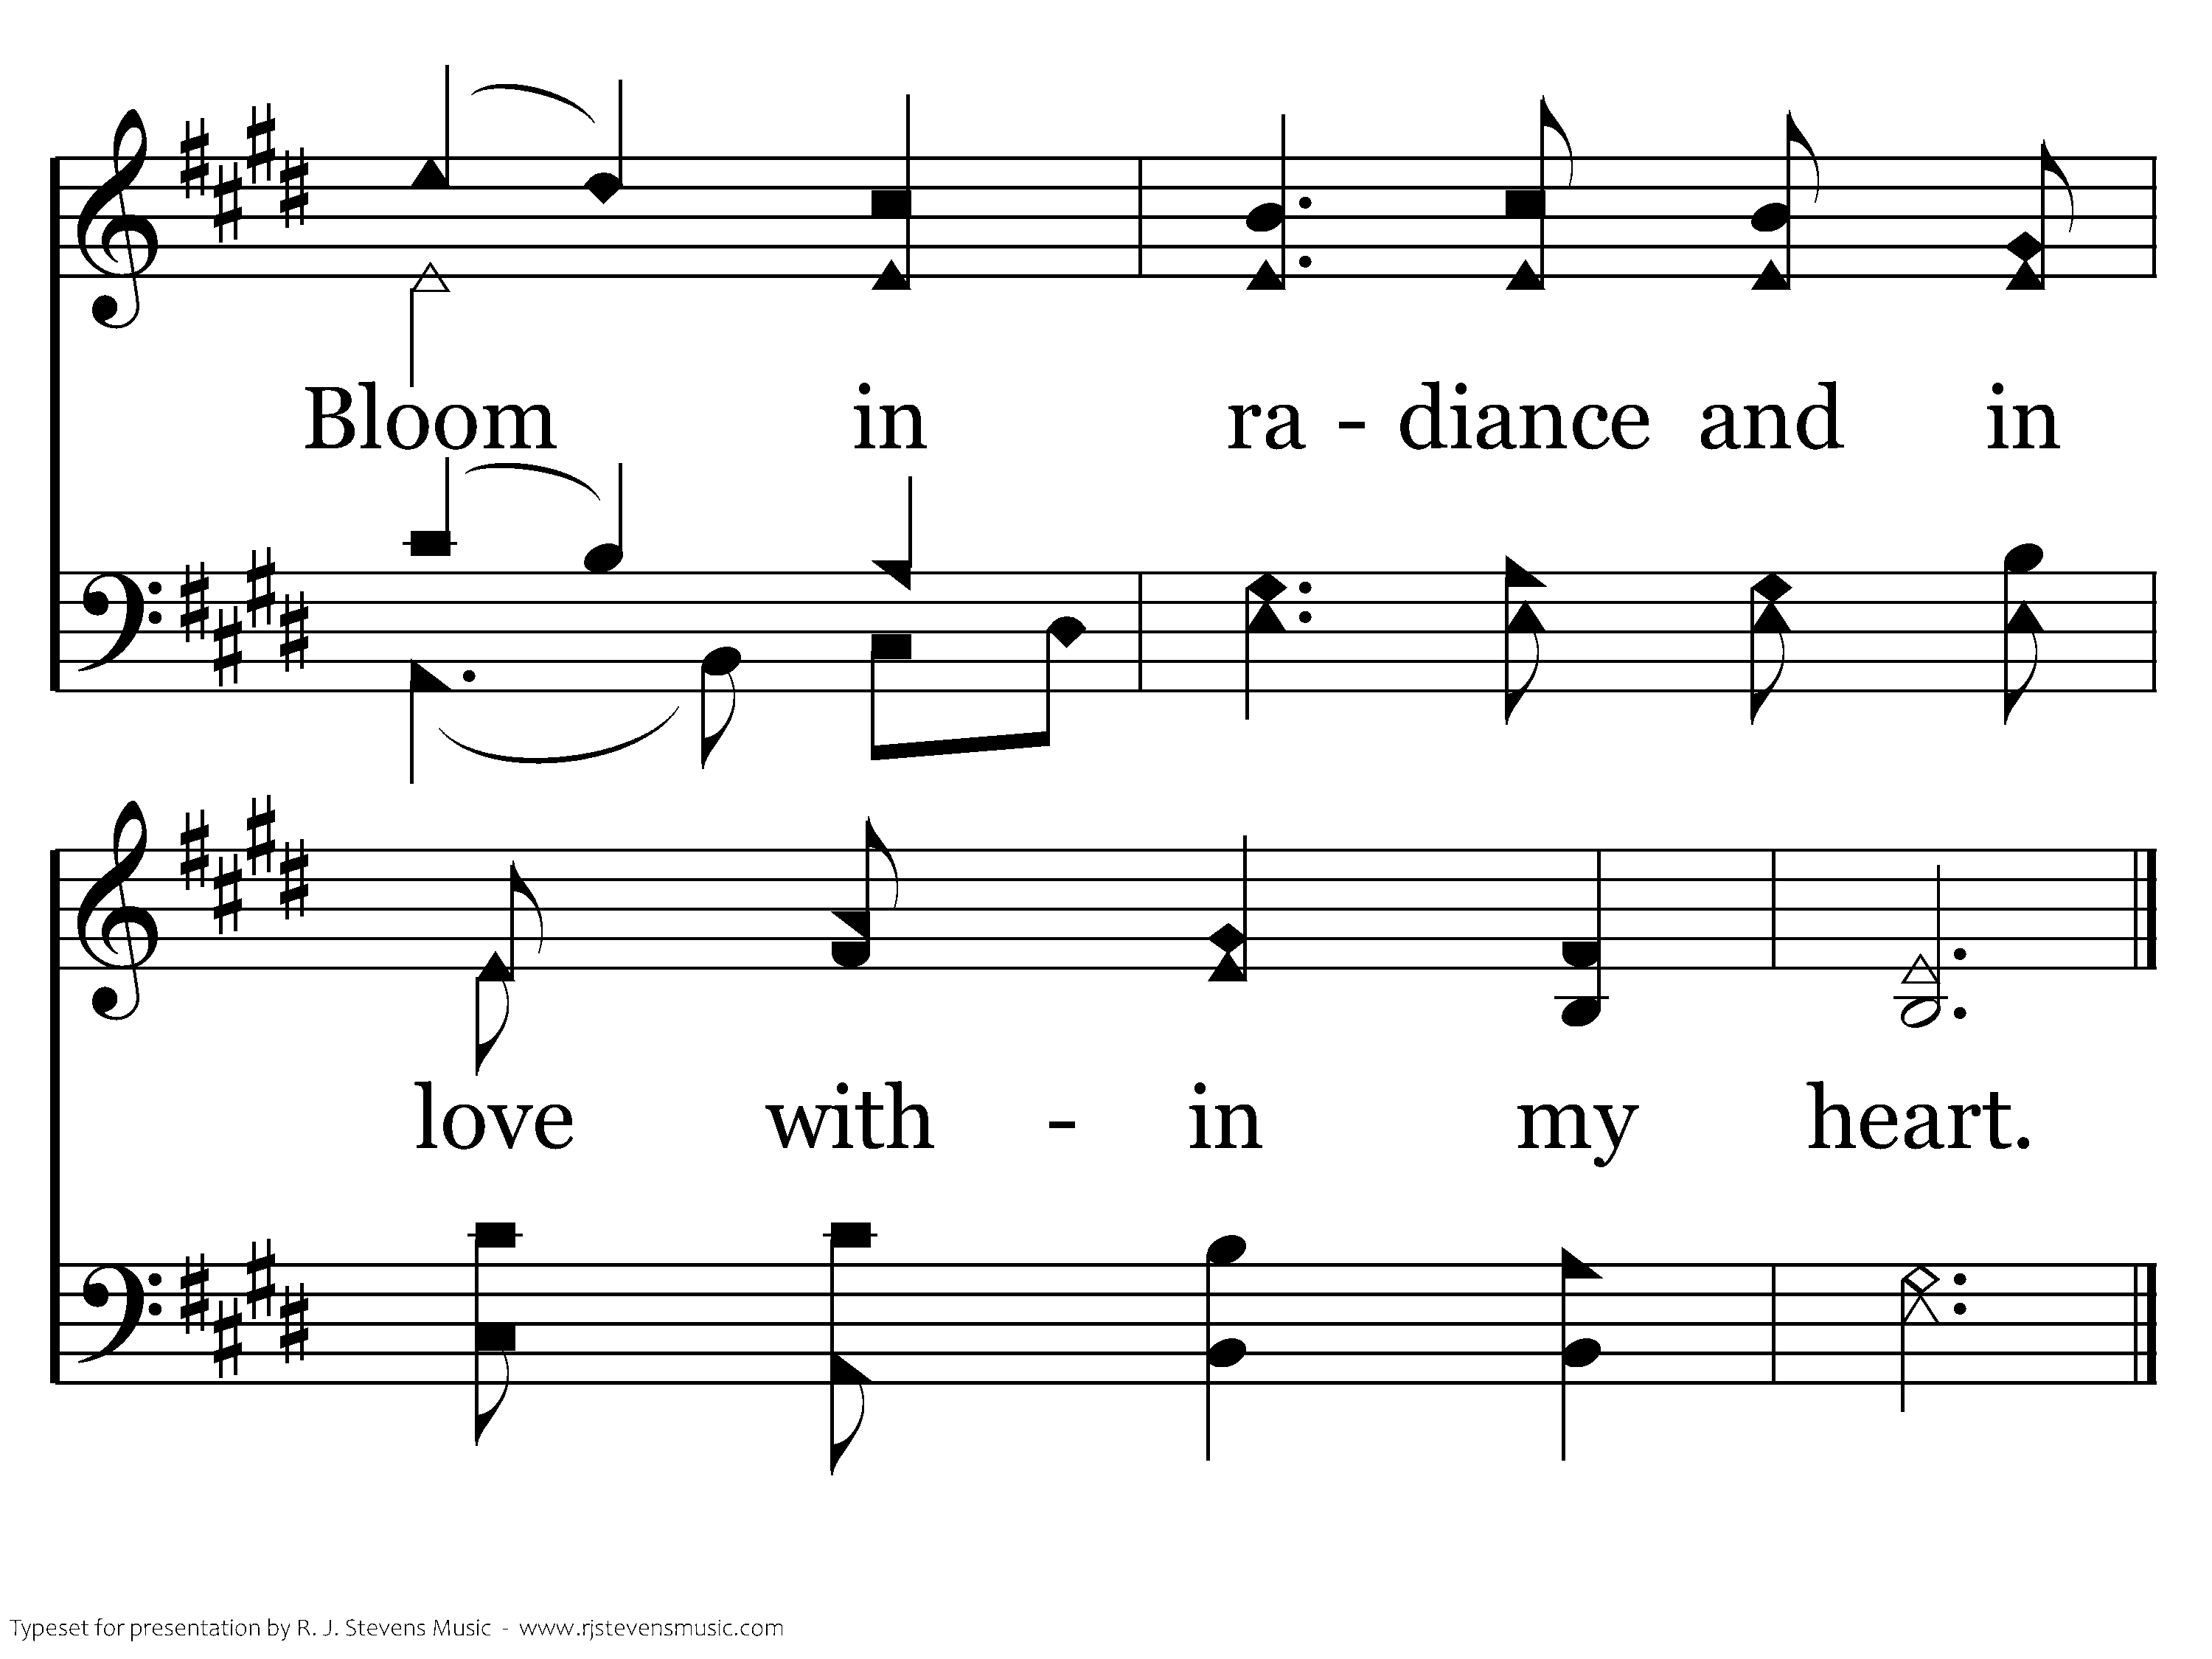 Bloom in ra - diance and in
love with - in my heart.
Typeset for presentation by R. J. Stevens Music - www.rjstevensmusic.com